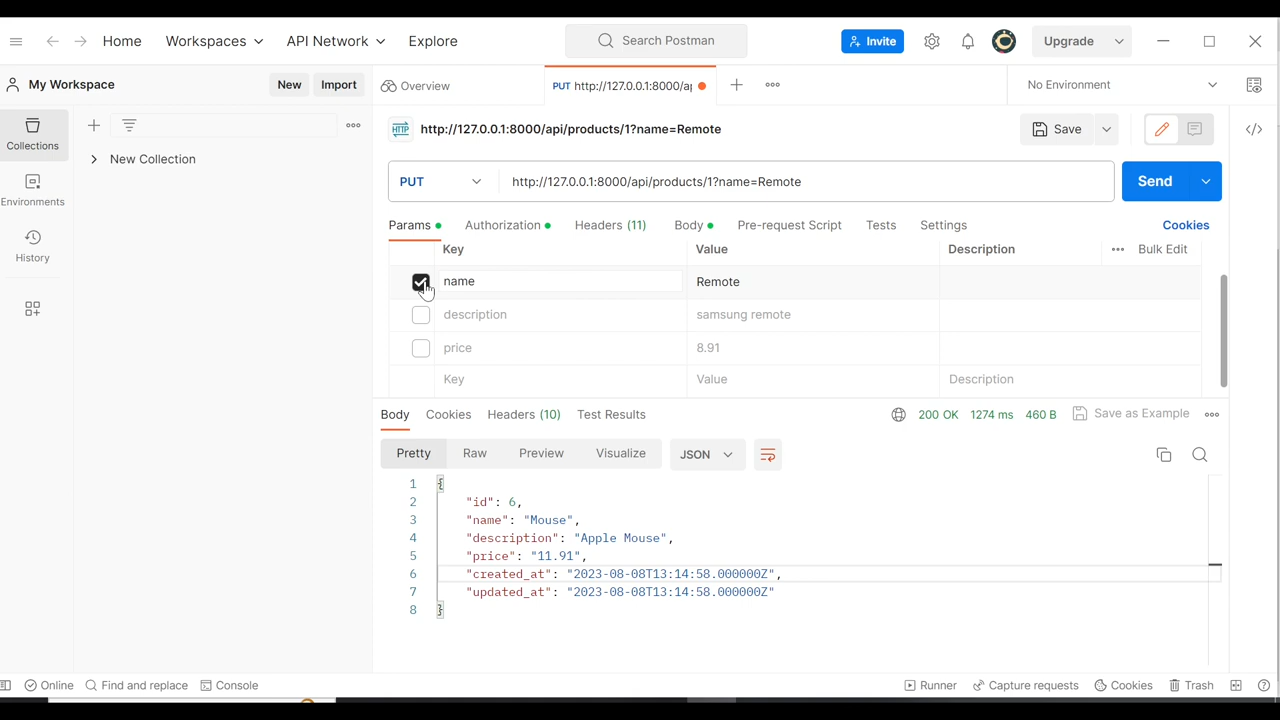 Home Workspaces API Network Explore Search Postman Invite Upgrade
My Workspace New Import Overview PUT http://127.0.0.1:8000/a No Environment
Collections
New Collection
Environments
History
HTTP http://127.0.0.1:8000/api/products/1?name=Remote Save
PUT http://127.0.0.1:8000/api/products/1?name=Remote Send
Params Authorization Headers (11) Body Pre-request Script Tests Settings Cookies
Key Value Description Bulk Edit
name Remote
description samsung remote
price 8.91
Key Value Description
Body Cookies Headers (10) Test Results 200 OK 1274 ms 460 B Save as Example
Pretty Raw Preview Visualize JSON
1 {
2 "id": 6,
3 "name": "Mouse",
4 "description": "Apple Mouse",
5 "price": "11.91",
6 "created_at": "2023-08-08T13:14:58.000000Z",
7 "updated_at": "2023-08-08T13:14:58.000000Z"
8 }
Online Find and replace Console Runner Capture requests Cookies Trash